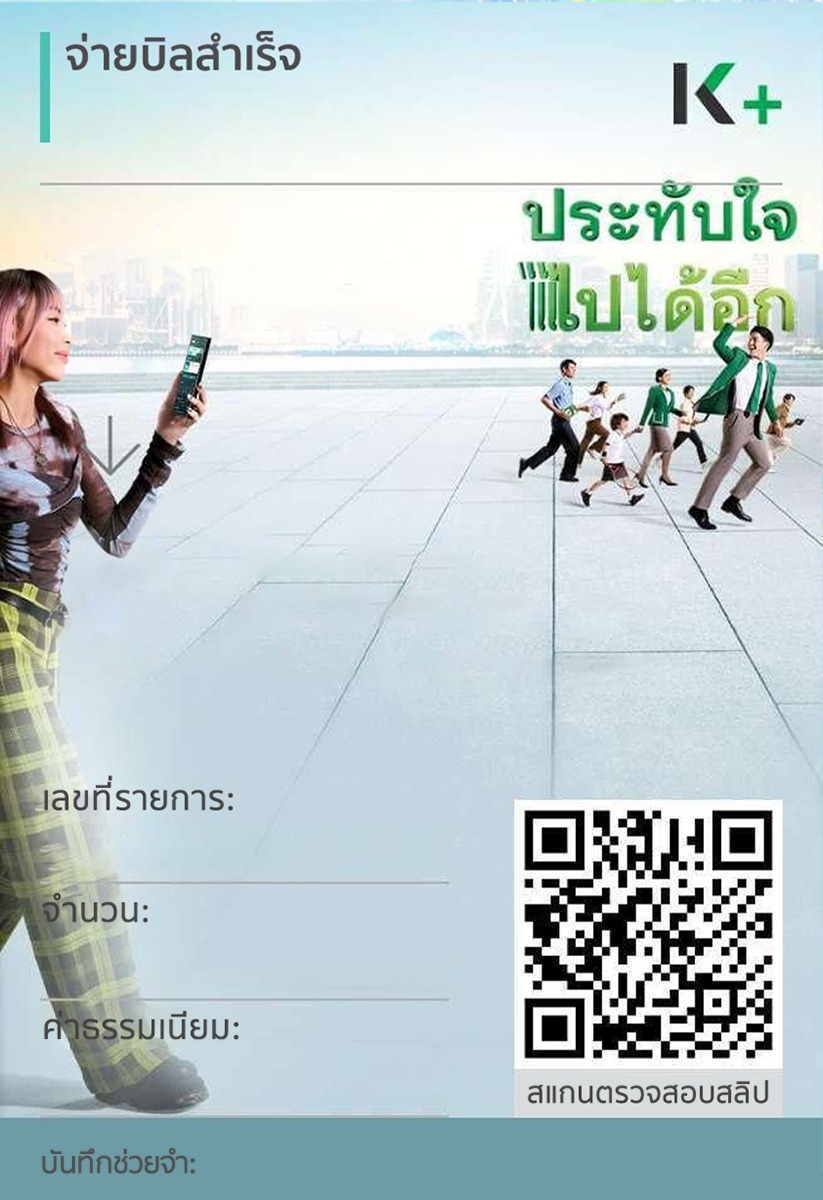 จ่ายบิลสำเร็จ
K+
ประทับใจ
ไปได้อีก
เลขที่รายการ:
จำนวน:
ค่าธรรมเนียม:
สแกนตรวจสอบสลิป
บันทึกช่วยจำ: